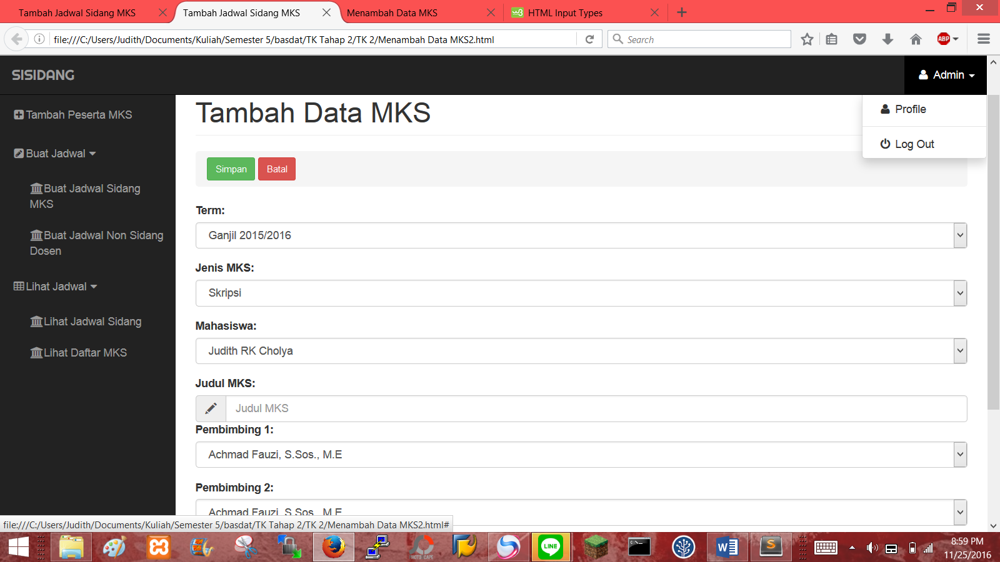 Tambah Jadwal Sidang MKS
Tambah Jadwal Sidang MKS
Menambah Data MKS
w3
HTML Input Types
file:///C:/Users/Judith/Documents/Kuliah/Semester 5/basdat/TK Tahap 2/TK 2/Menambah Data MKS2.html
Search
ABP
SISIDANG
Admin
Profile
Log Out
Tambah Peserta MKS
Buat Jadwal
Buat Jadwal Sidang
MKS
Buat Jadwal Non Sidang
Dosen
Lihat Jadwal
Lihat Jadwal Sidang
Lihat Daftar MKS
Tambah Data MKS
Simpan
Batal
Term:
Ganjil 2015/2016
Jenis MKS:
Skripsi
Mahasiswa:
Judith RK Cholya
Judul MKS:
Judul MKS
Pembimbing 1:
Achmad Fauzi, S.Sos., M.E
Pembimbing 2:
Achmad Fauzi, S.Sos., M.E
file:///C:/Users/Judith/Documents/Kuliah/Semester 5/basdat/TK Tahap 2/TK 2/Menambah Data MKS2.html#
LINE
8:59 PM
11/25/2016